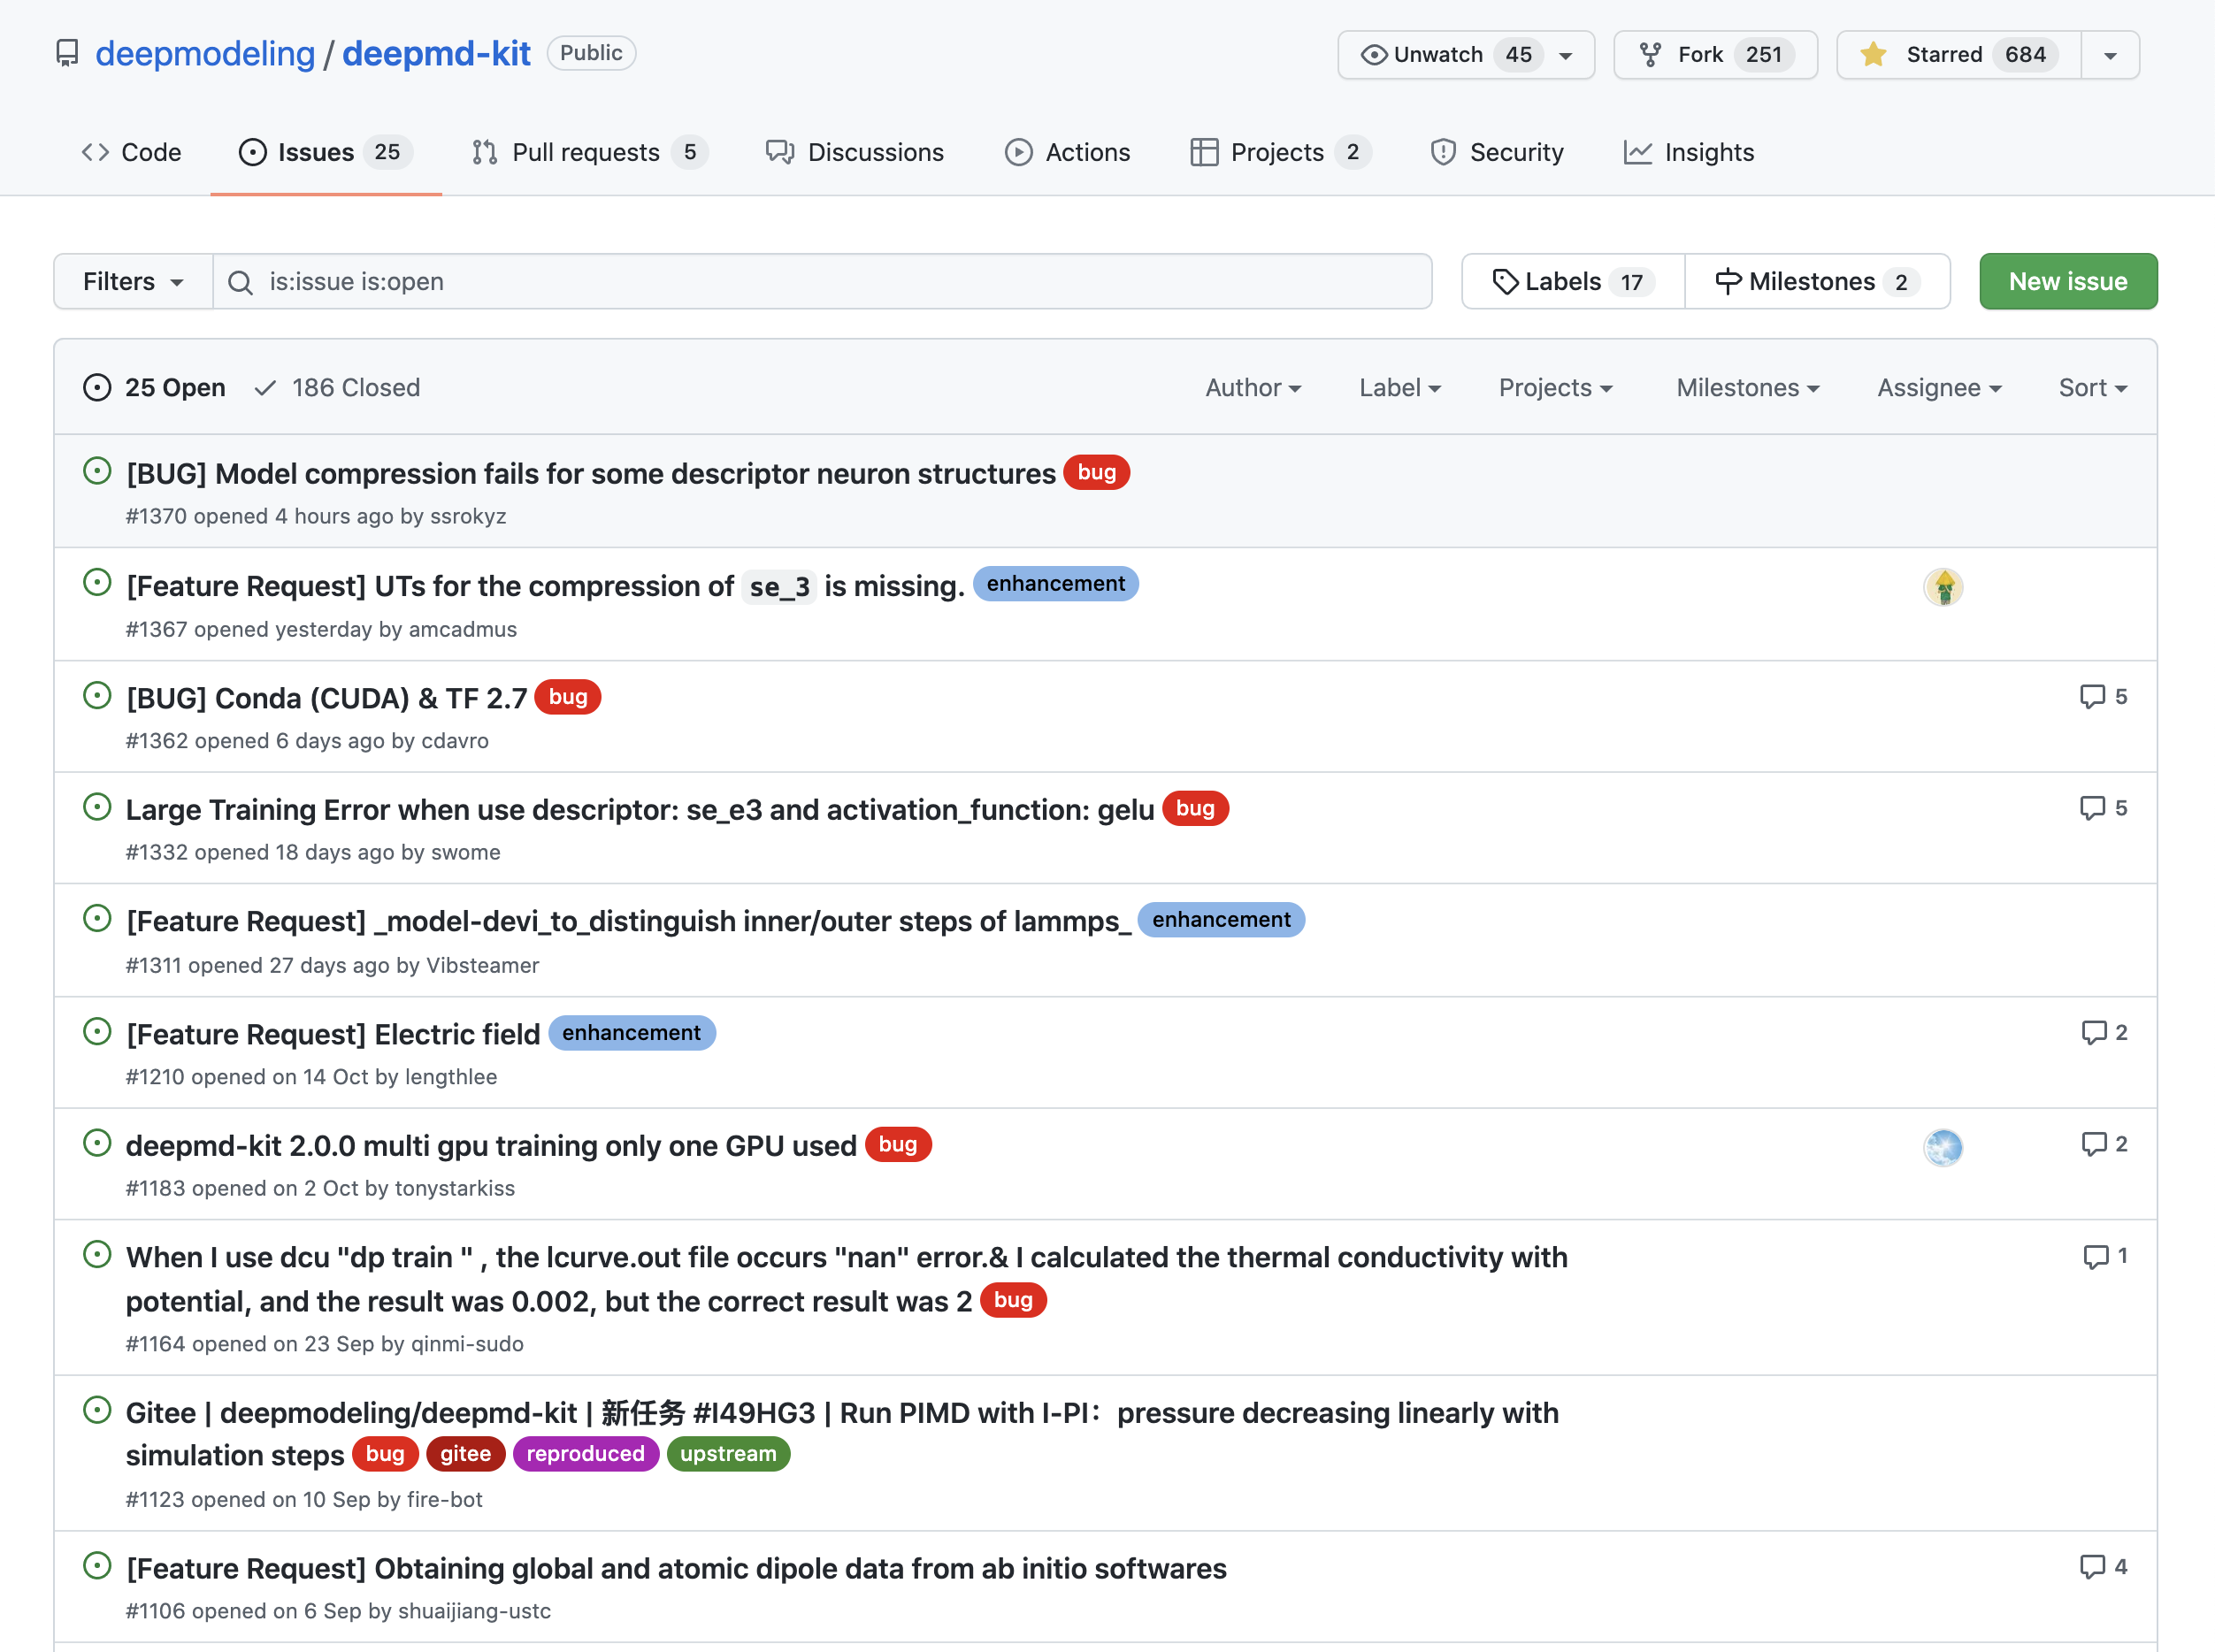 deepmodeling / deepmd-kit Public Unwatch 45 Fork 251 Starred 684
Code Issues 25 Pull requests 5 Discussions Actions Projects 2 Security Insights
Filters is:issue is:open Labels 17 Milestones 2 New issue
25 Open 186 Closed Author Label Projects Milestones Assignee Sort
[BUG] Model compression fails for some descriptor neuron structures bug
#1370 opened 4 hours ago by ssrokyz
[Feature Request] UTs for the compression of se_3 is missing. enhancement
#1367 opened yesterday by amcadmus
[BUG] Conda (CUDA) & TF 2.7 bug 5
#1362 opened 6 days ago by cdavro
Large Training Error when use descriptor: se_e3 and activation_function: gelu bug 5
#1332 opened 18 days ago by swome
[Feature Request] _model-devi_to_distinguish inner/outer steps of lammps_ enhancement
#1311 opened 27 days ago by Vibsteamer
[Feature Request] Electric field enhancement 2
#1210 opened on 14 Oct by lengthlee
deepmd-kit 2.0.0 multi gpu training only one GPU used bug 2
#1183 opened on 2 Oct by tonystarkiss
When I use dcu "dp train " , the lcurve.out file occurs "nan" error.& I calculated the thermal conductivity with 1
potential, and the result was 0.002, but the correct result was 2 bug
#1164 opened on 23 Sep by qinmi-sudo
Gitee | deepmodeling/deepmd-kit | 新任务 #I49HG3 | Run PIMD with I-PI：pressure decreasing linearly with
simulation steps bug gitee reproduced upstream
#1123 opened on 10 Sep by fire-bot
[Feature Request] Obtaining global and atomic dipole data from ab initio softwares 4
#1106 opened on 6 Sep by shuaijiang-ustc